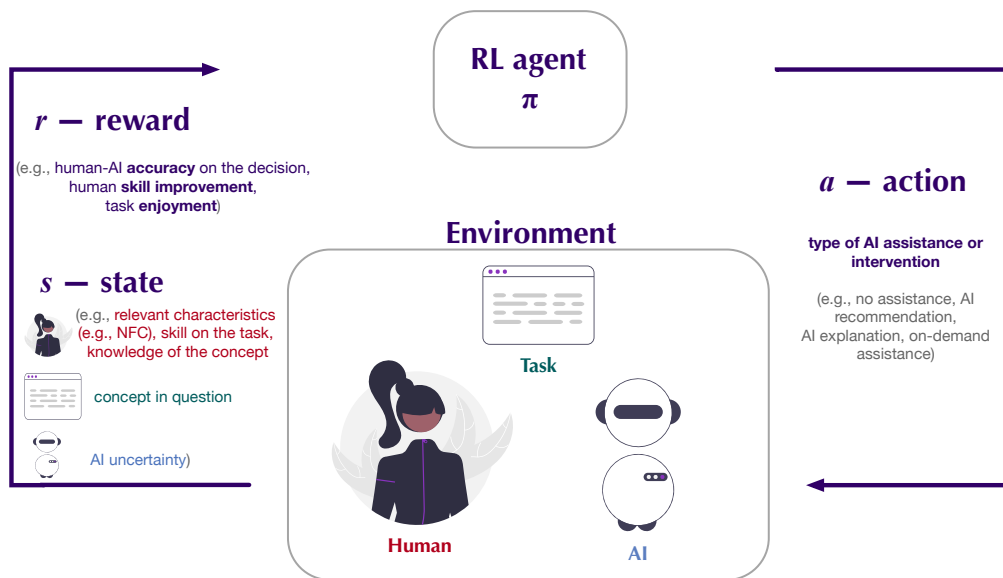 RL agent
π
r — reward
(e.g., human-AI accuracy on the decision,
human skill improvement,
task enjoyment)
s — state
(e.g., relevant characteristics
(e.g., NFC), skill on the task,
knowledge of the concept
concept in question
AI uncertainty)
Environment
Task
Human
AI
a — action
type of AI assistance or
intervention
(e.g., no assistance, AI
recommendation,
AI explanation, on-demand
assistance)